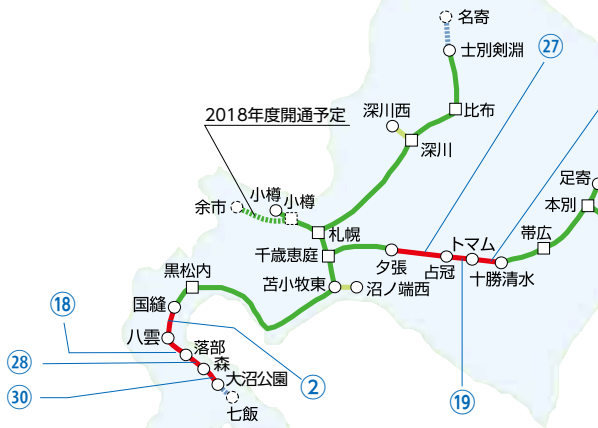 名寄
士別剣淵
㉗
2018年度開通予定
深川西
比布
深川
足寄
小樽
小樽
余市
本別
札幌
帯広
トマム
千歳恵庭
夕張
占冠
十勝清水
黒松内
苫小牧東
沼ノ端西
国縫
⑱
八雲
落部
㉘
森
②
⑲
大沼公園
㉚
七飯